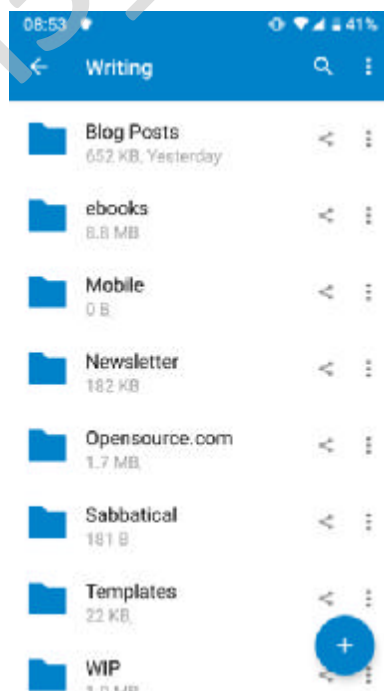 08:53 41%
Writing
Blog Posts
652 KB, Yesterday
ebooks
8.8 MB
Mobile
0 B,
Newsletter
182 KB
Opensource.com
1.7 MB,
Sabbatical
181 B
Templates
22 KB,
WIP